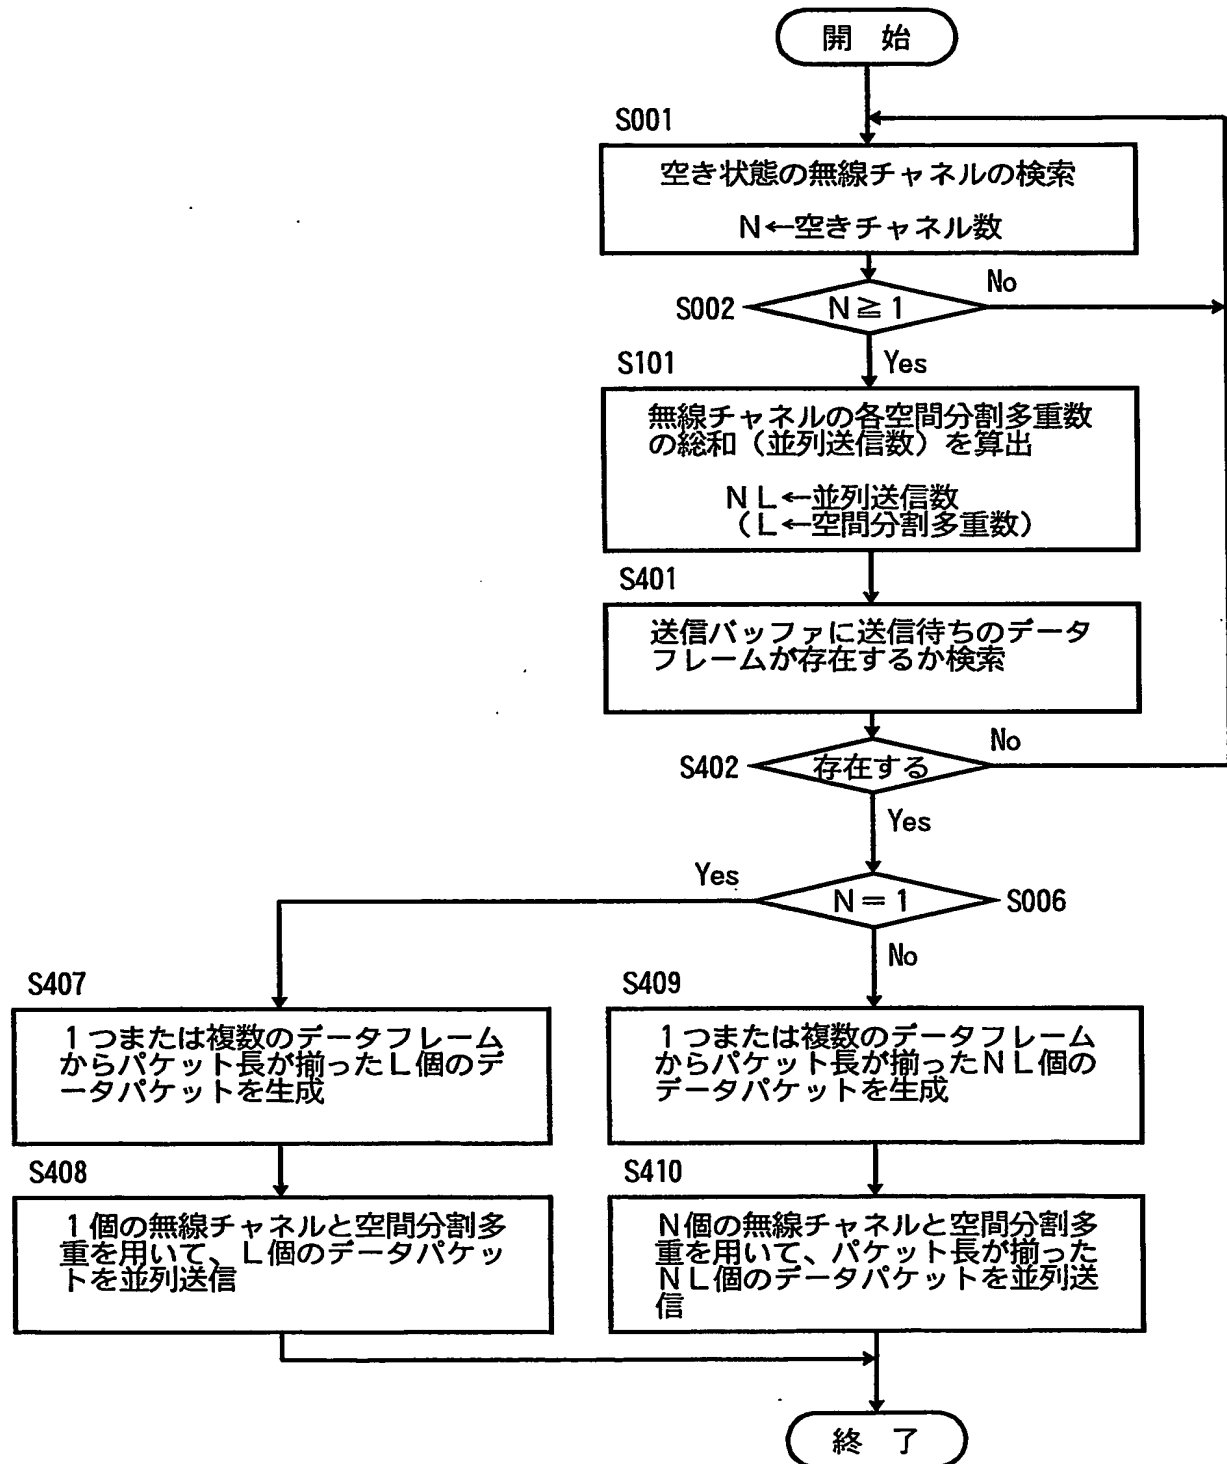 開 始
S001
空き状態の無線チャネルの検索
N←空きチャネル数
S002
N≧1
No
Yes
S101
無線チャネルの各空間分割多重数
の総和（並列送信数）を算出
NL←並列送信数
（L←空間分割多重数）
S401
送信バッファに送信待ちのデータ
フレームが存在するか検索
S402
存在する
No
Yes
Yes
N＝1
S006
No
S407
1つまたは複数のデータフレーム
からパケット長が揃ったL個のデ
ータパケットを生成
S409
1つまたは複数のデータフレーム
からパケット長が揃ったNL個の
データパケットを生成
S408
1個の無線チャネルと空間分割多
重を用いて、L個のデータパケッ
トを並列送信
S410
N個の無線チャネルと空間分割多
重を用いて、パケット長が揃った
NL個のデータパケットを並列送
信
終 了